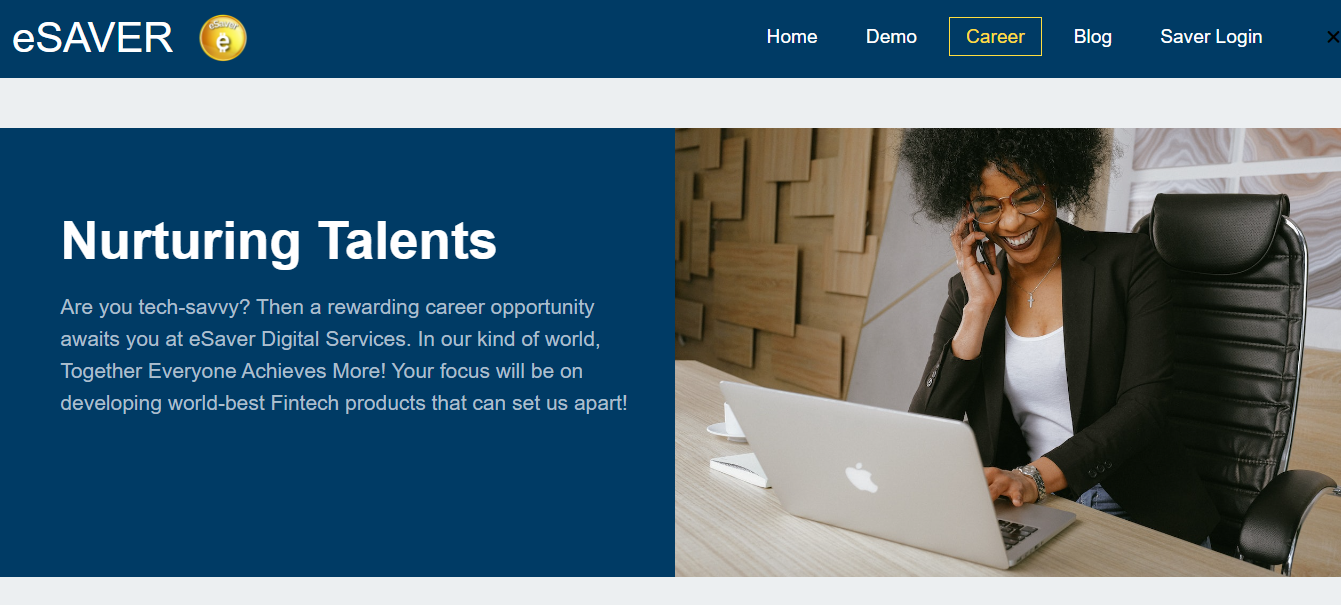 eSAVER
eSaver
e
Home
Demo
Career
Blog
Saver Login
Nurturing Talents
Are you tech-savvy? Then a rewarding career opportunity
awaits you at eSaver Digital Services. In our kind of world,
Together Everyone Achieves More! Your focus will be on
developing world-best Fintech products that can set us apart!